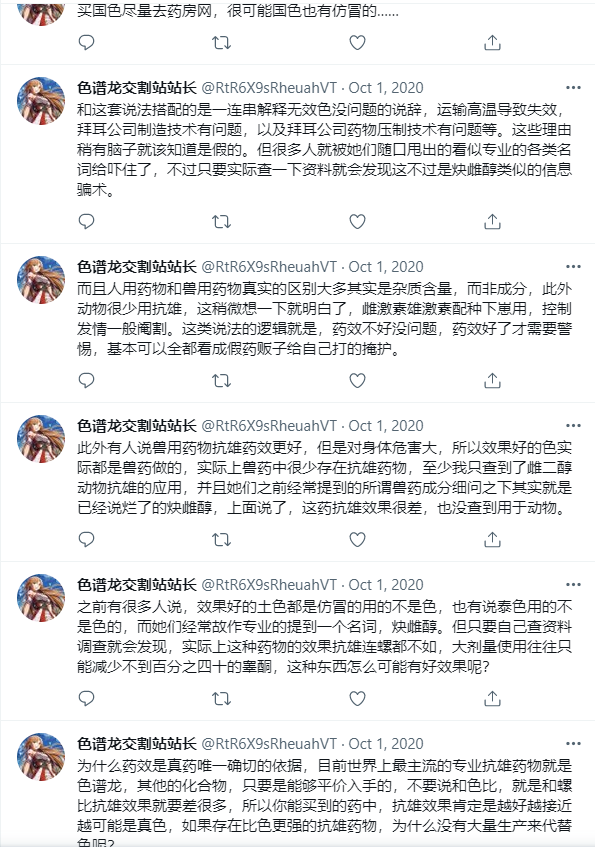 买国色尽量去药房网，很可能国色也有仿冒的......
色谱龙交割站站长 @RtR6X9sRheuahVT · Oct 1, 2020
和这套说法搭配的是一连串解释无效色没问题的说辞，运输高温导致失效，
拜耳公司制造技术有问题，以及拜耳公司药物压制技术有问题等。这些理由
稍有脑子就该知道是假的。但很多人就被她们随口甩出的看似专业的各类名
词给吓住了，不过只要实际查一下资料就会发现这不过是炔雌醇类似的信息
骗术。
色谱龙交割站站长 @RtR6X9sRheuahVT · Oct 1, 2020
而且人用药物和兽用药物真实的区别大多其实是杂质含量，而非成分，此外
动物很少用抗雄，这稍微想一下就明白了，雌激素雄激素配种下崽用，控制
发情一般阉割。这类说法的逻辑就是，药效不好没问题，药效好了才需要警
惕，基本可以全都看成假药贩子给自己打的掩护。
色谱龙交割站站长 @RtR6X9sRheuahVT · Oct 1, 2020
此外有人说兽用药物抗雄药效更好，但是对身体危害大，所以效果好的色实
际都是兽药做的，实际上兽药中很少存在抗雄药物，至少我只查到了雌二醇
动物抗雄的应用，并且她们之前经常提到的所谓兽药成分细问之下其实就是
已经说烂了的炔雌醇，上面说了，这药抗雄效果很差，也没查到用于动物。
色谱龙交割站站长 @RtR6X9sRheuahVT · Oct 1, 2020
之前有很多人说，效果好的土色都是仿冒的用的不是色，也有说泰色用的不
是色的，而她们经常故作专业的提到一个名词，炔雌醇。但只要自己查资料
调查就会发现，实际上这种药物的效果抗雄连螺都不如，大剂量使用往往只
能减少不到百分之四十的睾酮，这种东西怎么可能有好效果呢？
色谱龙交割站站长 @RtR6X9sRheuahVT · Oct 1, 2020
为什么药效是真药唯一确切的依据，目前世界上最主流的专业抗雄药物就是
色谱龙，其他的化合物，只要是能够平价入手的，不要说和色比，就是和螺
比抗雄效果就要差很多，所以你能买到的药中，抗雄效果肯定是越好越接近
越可能是真色，如果存在比色更强的抗雄药物，为什么没有大量生产来代替
色呢？